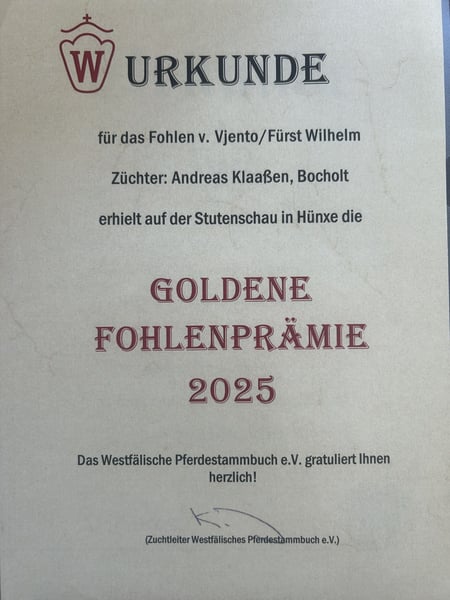 W URKUNDE
für das Fohlen v. Vjento/Fürst Wilhelm
Züchter: Andreas Klaaßen, Bocholt
erhielt auf der Stutenschau in Hünxe die
GOLDENE
FOHLENPRÄMIE
2025
Das Westfälische Pferdestammbuch e.V. gratuliert Ihnen
herzlich!
(Zuchtleiter Westfälisches Pferdestammbuch e.V.)